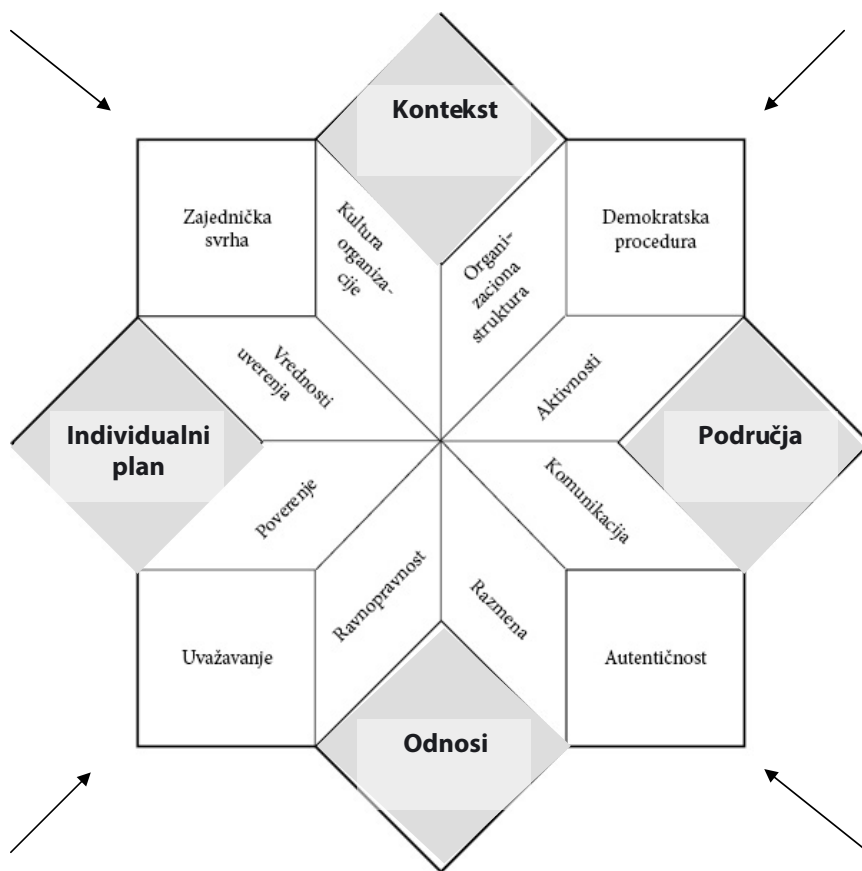 Kontekst
Zajednička
svrha
Kultura
organiza-
cije
Organi-
zaciona
struktura
Demokratska
procedura
Vrednosti
uverenja
Aktivnosti
Individualni
plan
Područja
Poverenje
Komunikacija
Ravnopravnost
Razmena
Uvažavanje
Autentičnost
Odnosi